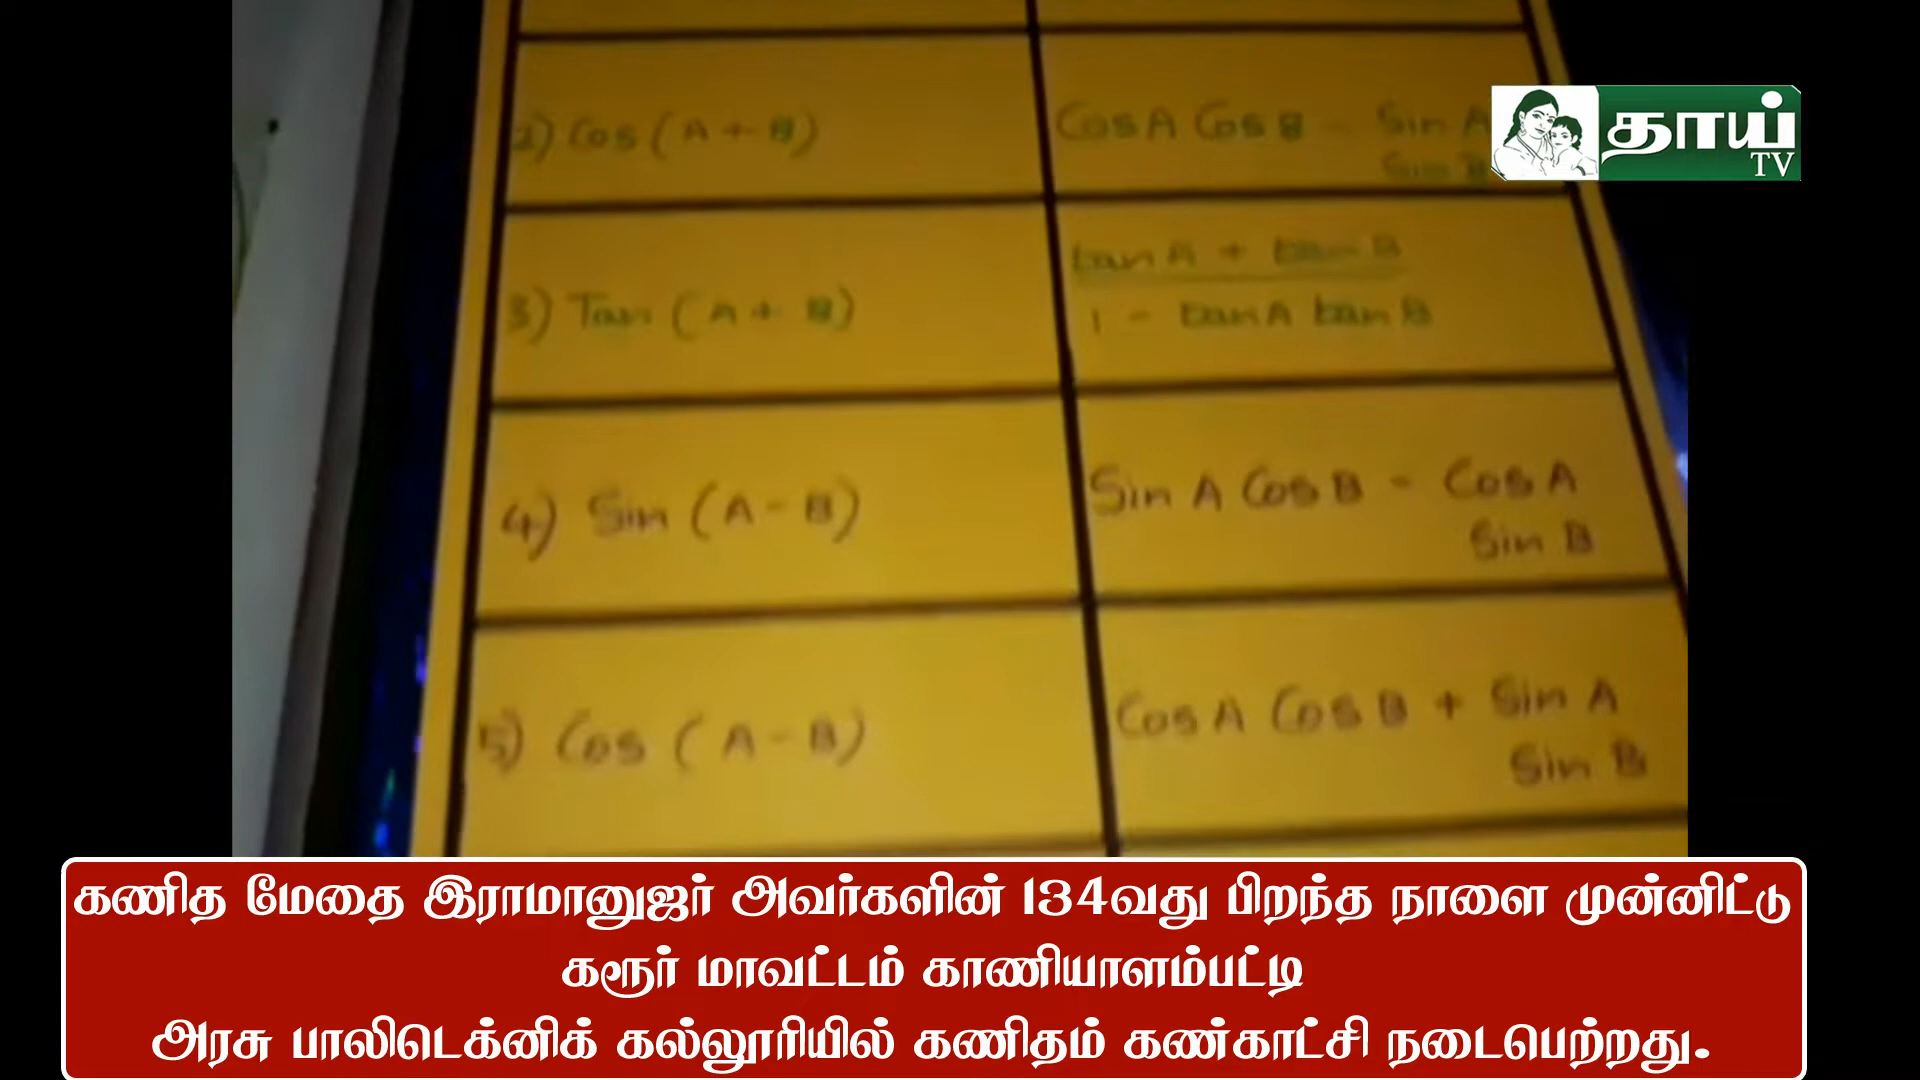 தாய்
TV
2) Cos (A + B)
CosA Cos B - Sin A
Sin B
3) Tan (A + B)
tan A + tan B
1 - tan A tan B
4) Sin (A - B)
Sin A Cos B - Cos A
Sin B
5) Cos (A - B)
Cos A Cos B + Sin A
Sin B
கணித மேதை இராமானுஜர் அவர்களின் 134வது பிறந்த நாளை முன்னிட்டு
கரூர் மாவட்டம் காணியாளம்பட்டி
அரசு பாலிடெக்னிக் கல்லூரியில் கணிதம் கண்காட்சி நடைபெற்றது.